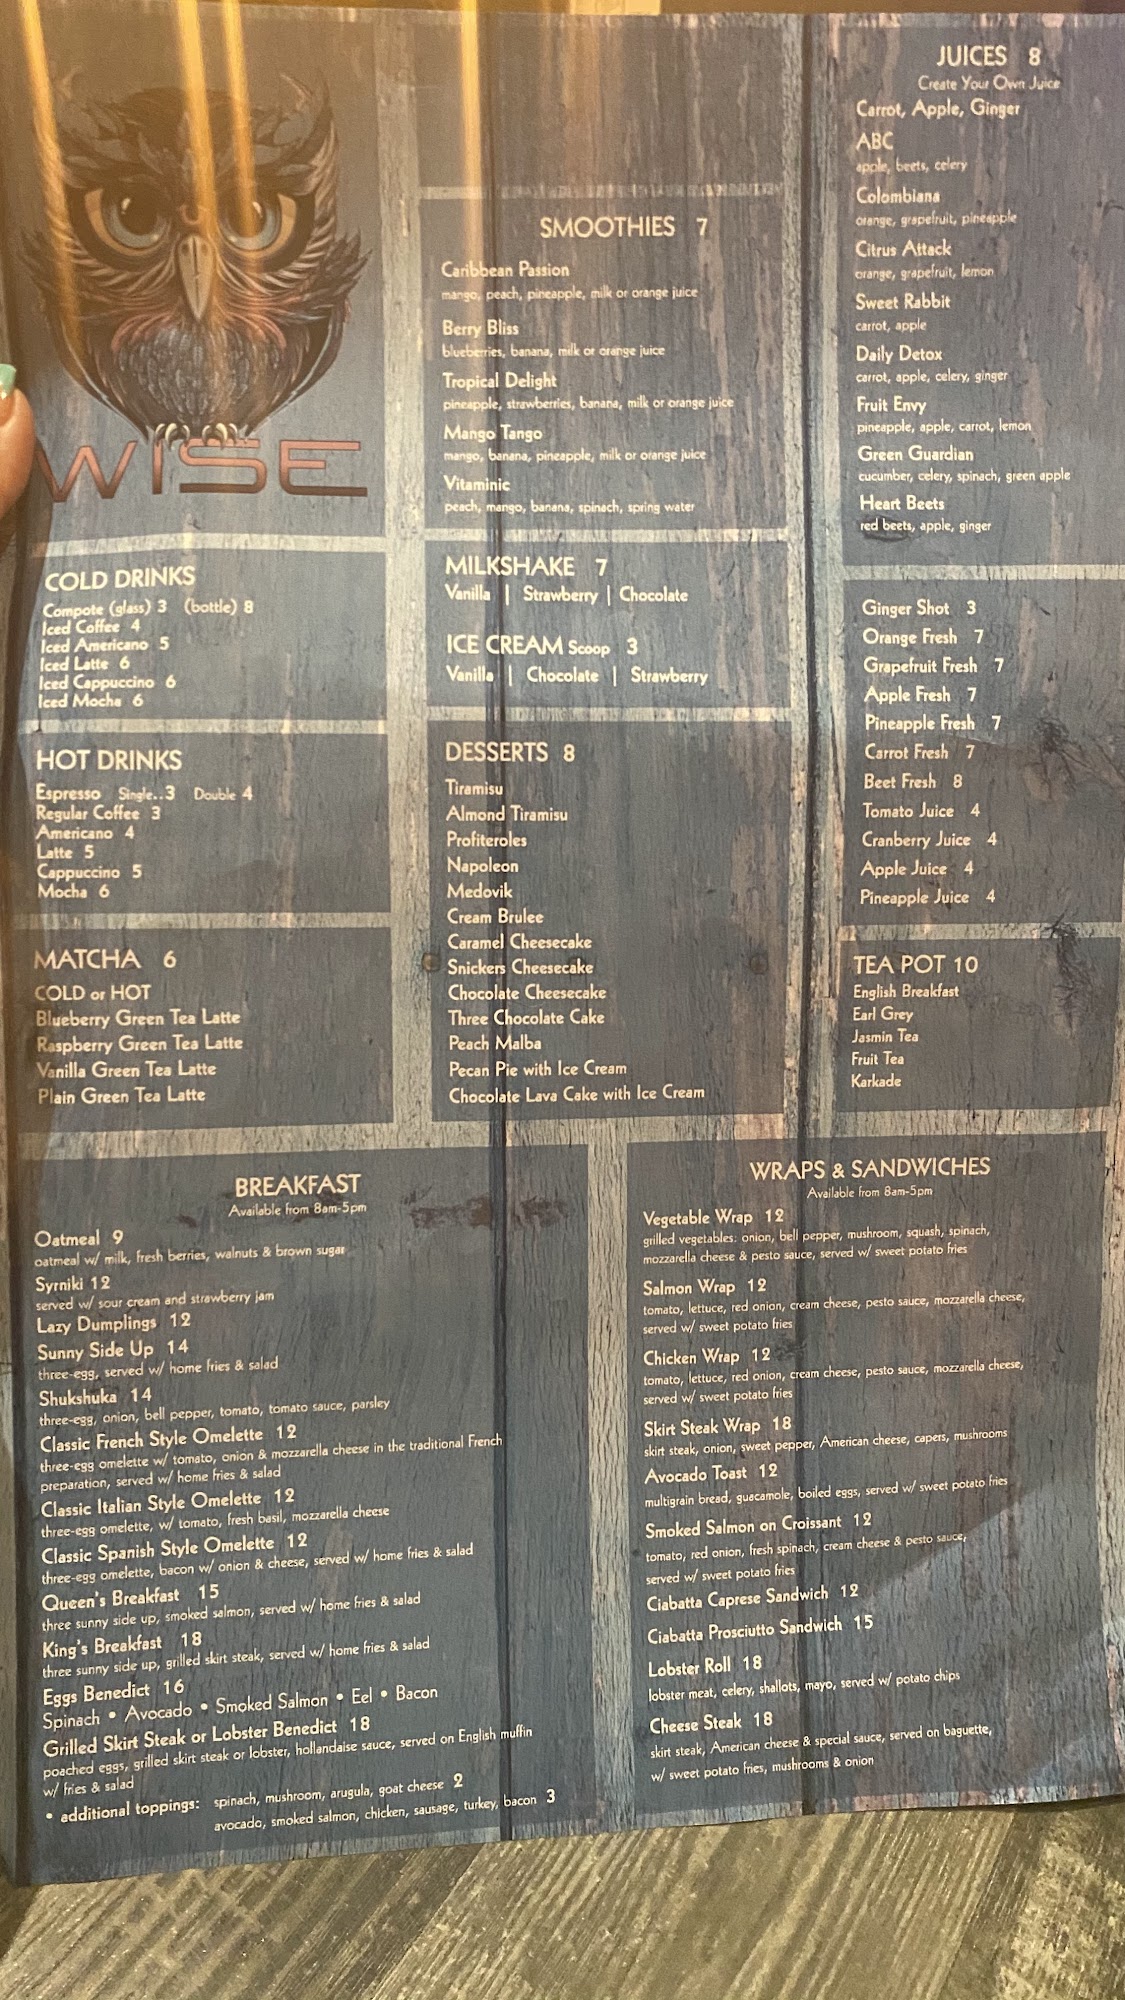 WISE
COLD DRINKS
Compote (glass) 3 (bottle) 8
Iced Coffee 4
Iced Americano 5
Iced Latte 6
Iced Cappuccino 6
Iced Mocha 6
HOT DRINKS
Espresso Single..3 Double 4
Regular Coffee 3
Americano 4
Latte 5
Cappuccino 5
Mocha 6
MATCHA 6
COLD or HOT
Blueberry Green Tea Latte
Raspberry Green Tea Latte
Vanilla Green Tea Latte
Plain Green Tea Latte
SMOOTHIES 7
Caribbean Passion
mango, peach, pineapple, milk or orange juice
Berry Bliss
blueberries, banana, milk or orange juice
Tropical Delight
pineapple, strawberries, banana, milk or orange juice
Mango Tango
mango, banana, pineapple, milk or orange juice
Vitaminic
peach, mango, banana, spinach, spring water
MILKSHAKE 7
Vanilla | Strawberry | Chocolate
ICE CREAM Scoop 3
Vanilla | Chocolate | Strawberry
DESSERTS 8
Tiramisu
Almond Tiramisu
Profiteroles
Napoleon
Medovik
Cream Brulee
Caramel Cheesecake
Snickers Cheesecake
Chocolate Cheesecake
Three Chocolate Cake
Peach Malba
Pecan Pie with Ice Cream
Chocolate Lava Cake with Ice Cream
JUICES 8
Create Your Own Juice
Carrot, Apple, Ginger
ABC
apple, beets, celery
Colombiana
orange, grapefruit, pineapple
Citrus Attack
orange, grapefruit, lemon
Sweet Rabbit
carrot, apple
Daily Detox
carrot, apple, celery, ginger
Fruit Envy
pineapple, apple, carrot, lemon
Green Guardian
cucumber, celery, spinach, green apple
Heart Beets
red beets, apple, ginger
Ginger Shot 3
Orange Fresh 7
Grapefruit Fresh 7
Apple Fresh 7
Pineapple Fresh 7
Carrot Fresh 7
Beet Fresh 8
Tomato Juice 4
Cranberry Juice 4
Apple Juice 4
Pineapple Juice 4
TEA POT 10
English Breakfast
Earl Grey
Jasmin Tea
Fruit Tea
Karkade
BREAKFAST
Available from 8am-5pm
Oatmeal 9
oatmeal w/ milk, fresh berries, walnuts & brown sugar
Syrniki 12
served w/ sour cream and strawberry jam
Lazy Dumplings 12
Sunny Side Up 14
three-egg, served w/ home fries & salad
Shukshuka 14
three-egg, onion, bell pepper, tomato, tomato sauce, parsley
Classic French Style Omelette 12
three-egg omelette w/ tomato, onion & mozzarella cheese in the traditional French
preparation, served w/ home fries & salad
Classic Italian Style Omelette 12
three-egg omelette, w/ tomato, fresh basil, mozzarella cheese
Classic Spanish Style Omelette 12
three-egg omelette, bacon w/ onion & cheese, served w/ home fries & salad
Queen's Breakfast 15
three sunny side up, smoked salmon, served w/ home fries & salad
King's Breakfast 18
three sunny side up, grilled skirt steak, served w/ home fries & salad
Eggs Benedict 16
Spinach • Avocado • Smoked Salmon • Eel • Bacon
Grilled Skirt Steak or Lobster Benedict 18
poached eggs, grilled skirt steak or lobster, hollandaise sauce, served on English muffin
w/ fries & salad
• additional toppings: spinach, mushroom, arugula, goat cheese 2
avocado, smoked salmon, chicken, sausage, turkey, bacon 3
WRAPS & SANDWICHES
Available from 8am-5pm
Vegetable Wrap 12
grilled vegetables: onion, bell pepper, mushroom, squash, spinach,
mozzarella cheese & pesto sauce, served w/ sweet potato fries
Salmon Wrap 12
tomato, lettuce, red onion, cream cheese, pesto sauce, mozzarella cheese,
served w/ sweet potato fries
Chicken Wrap 12
tomato, lettuce, red onion, cream cheese, pesto sauce, mozzarella cheese,
served w/ sweet potato fries
Skirt Steak Wrap 18
skirt steak, onion, sweet pepper, American cheese, capers, mushrooms
Avocado Toast 12
multigrain bread, guacamole, boiled eggs, served w/ sweet potato fries
Smoked Salmon on Croissant 12
tomato, red onion, fresh spinach, cream cheese & pesto sauce,
served w/ sweet potato fries
Ciabatta Caprese Sandwich 12
Ciabatta Prosciutto Sandwich 15
Lobster Roll 18
lobster meat, celery, shallots, mayo, served w/ potato chips
Cheese Steak 18
skirt steak, American cheese & special sauce, served on baguette,
w/ sweet potato fries, mushrooms & onion